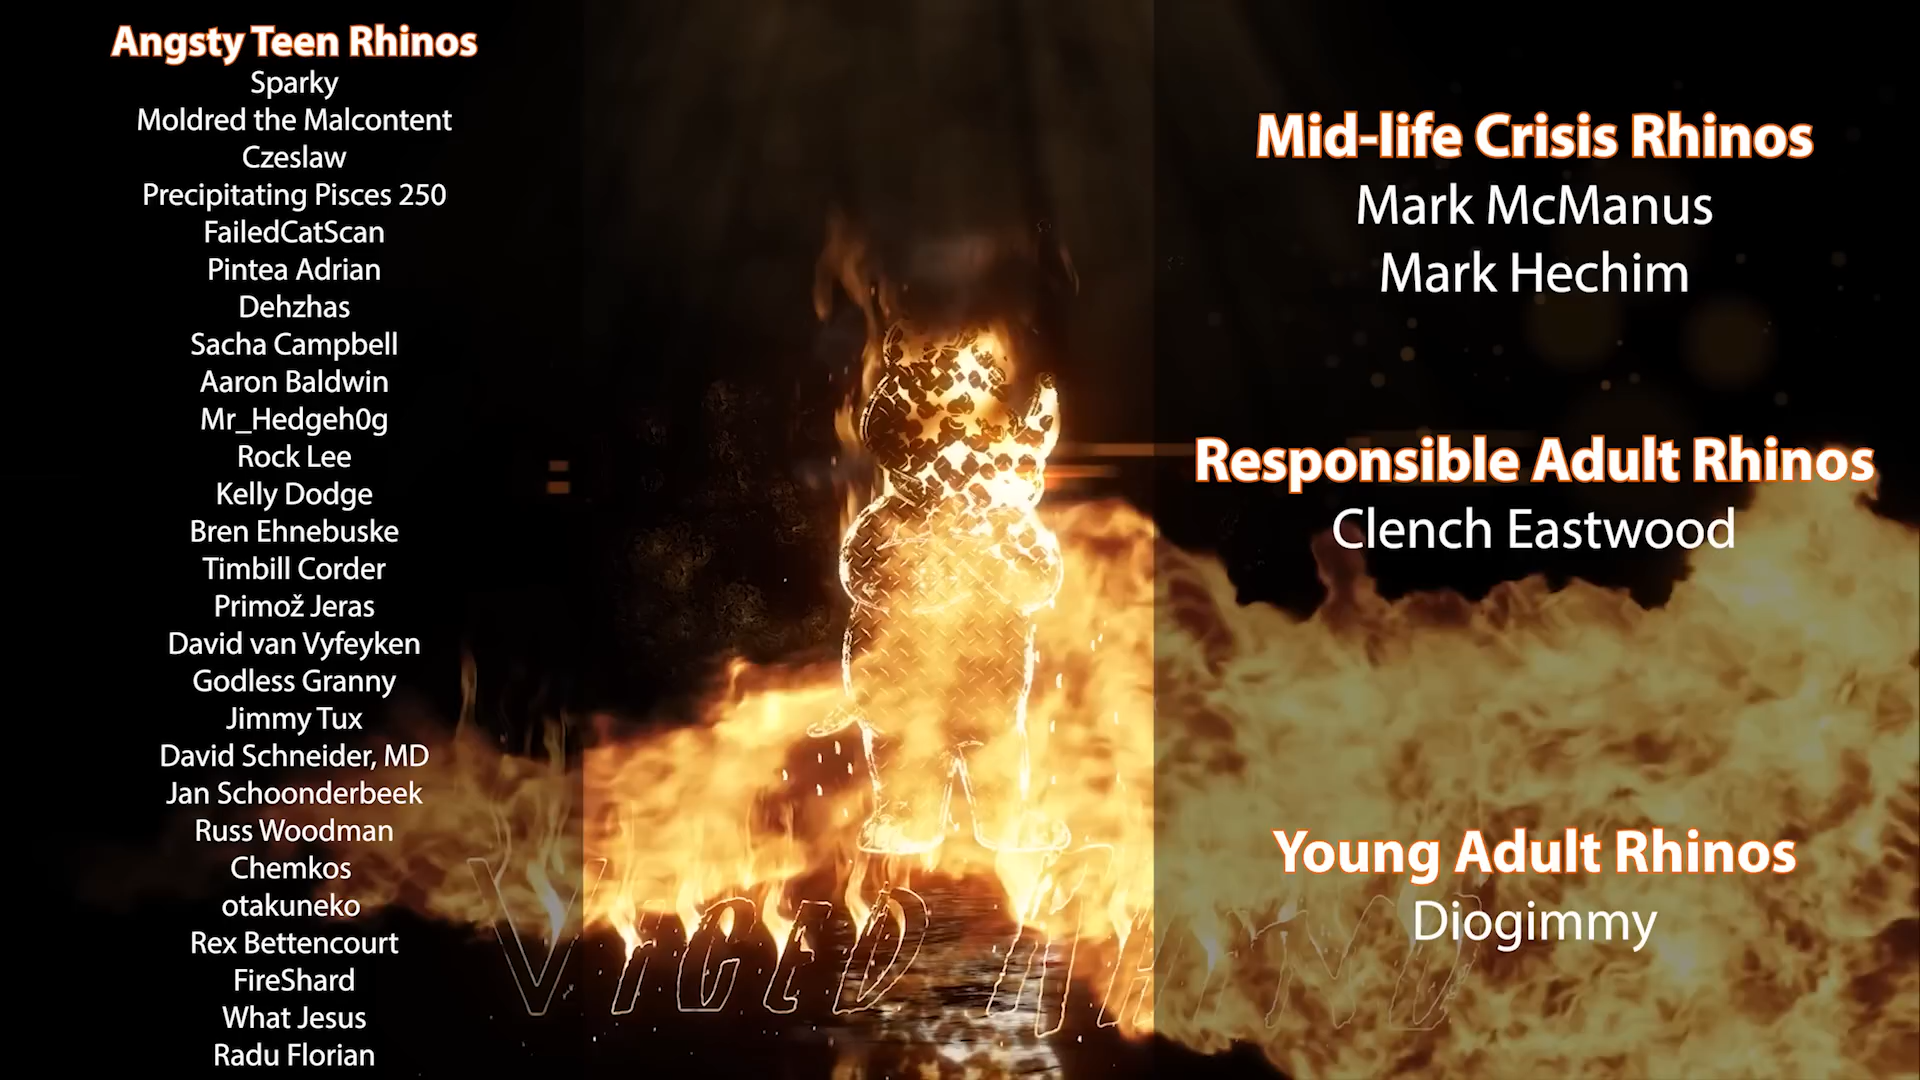 Angsty Teen Rhinos
Sparky
Moldred the Malcontent
Czeslaw
Precipitating Pisces 250
FailedCatScan
Pintea Adrian
Dehzhas
Sacha Campbell
Aaron Baldwin
Mr_Hedgeh0g
Rock Lee
Kelly Dodge
Bren Ehnebuske
Timbill Corder
Primož Jeras
David van Vyfeyken
Godless Granny
Jimmy Tux
David Schneider, MD
Jan Schoonderbeek
Russ Woodman
Chemkos
otakuneko
Rex Bettencourt
FireShard
What Jesus
Radu Florian
Mid-life Crisis Rhinos
Mark McManus
Mark Hechim
Responsible Adult Rhinos
Clench Eastwood
Young Adult Rhinos
Diogimmy
Viced Rhino